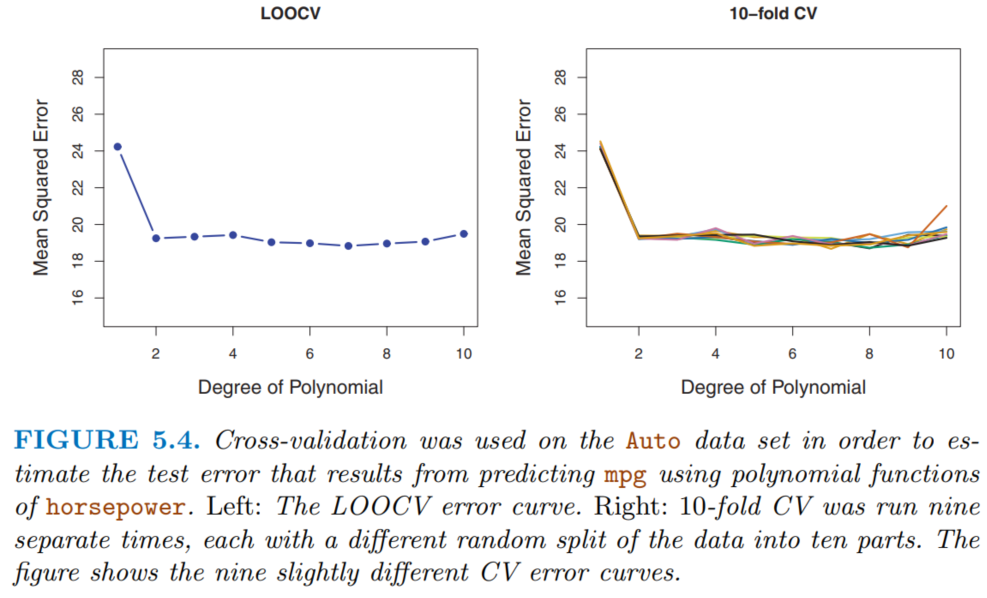 LOOCV
Mean Squared Error
28
26
24
22
20
18
16
2 4 6 8 10
Degree of Polynomial
10−fold CV
Mean Squared Error
28
26
24
22
20
18
16
2 4 6 8 10
Degree of Polynomial
FIGURE 5.4. Cross-validation was used on the Auto data set in order to es-
timate the test error that results from predicting mpg using polynomial functions
of horsepower. Left: The LOOCV error curve. Right: 10-fold CV was run nine
separate times, each with a different random split of the data into ten parts. The
figure shows the nine slightly different CV error curves.